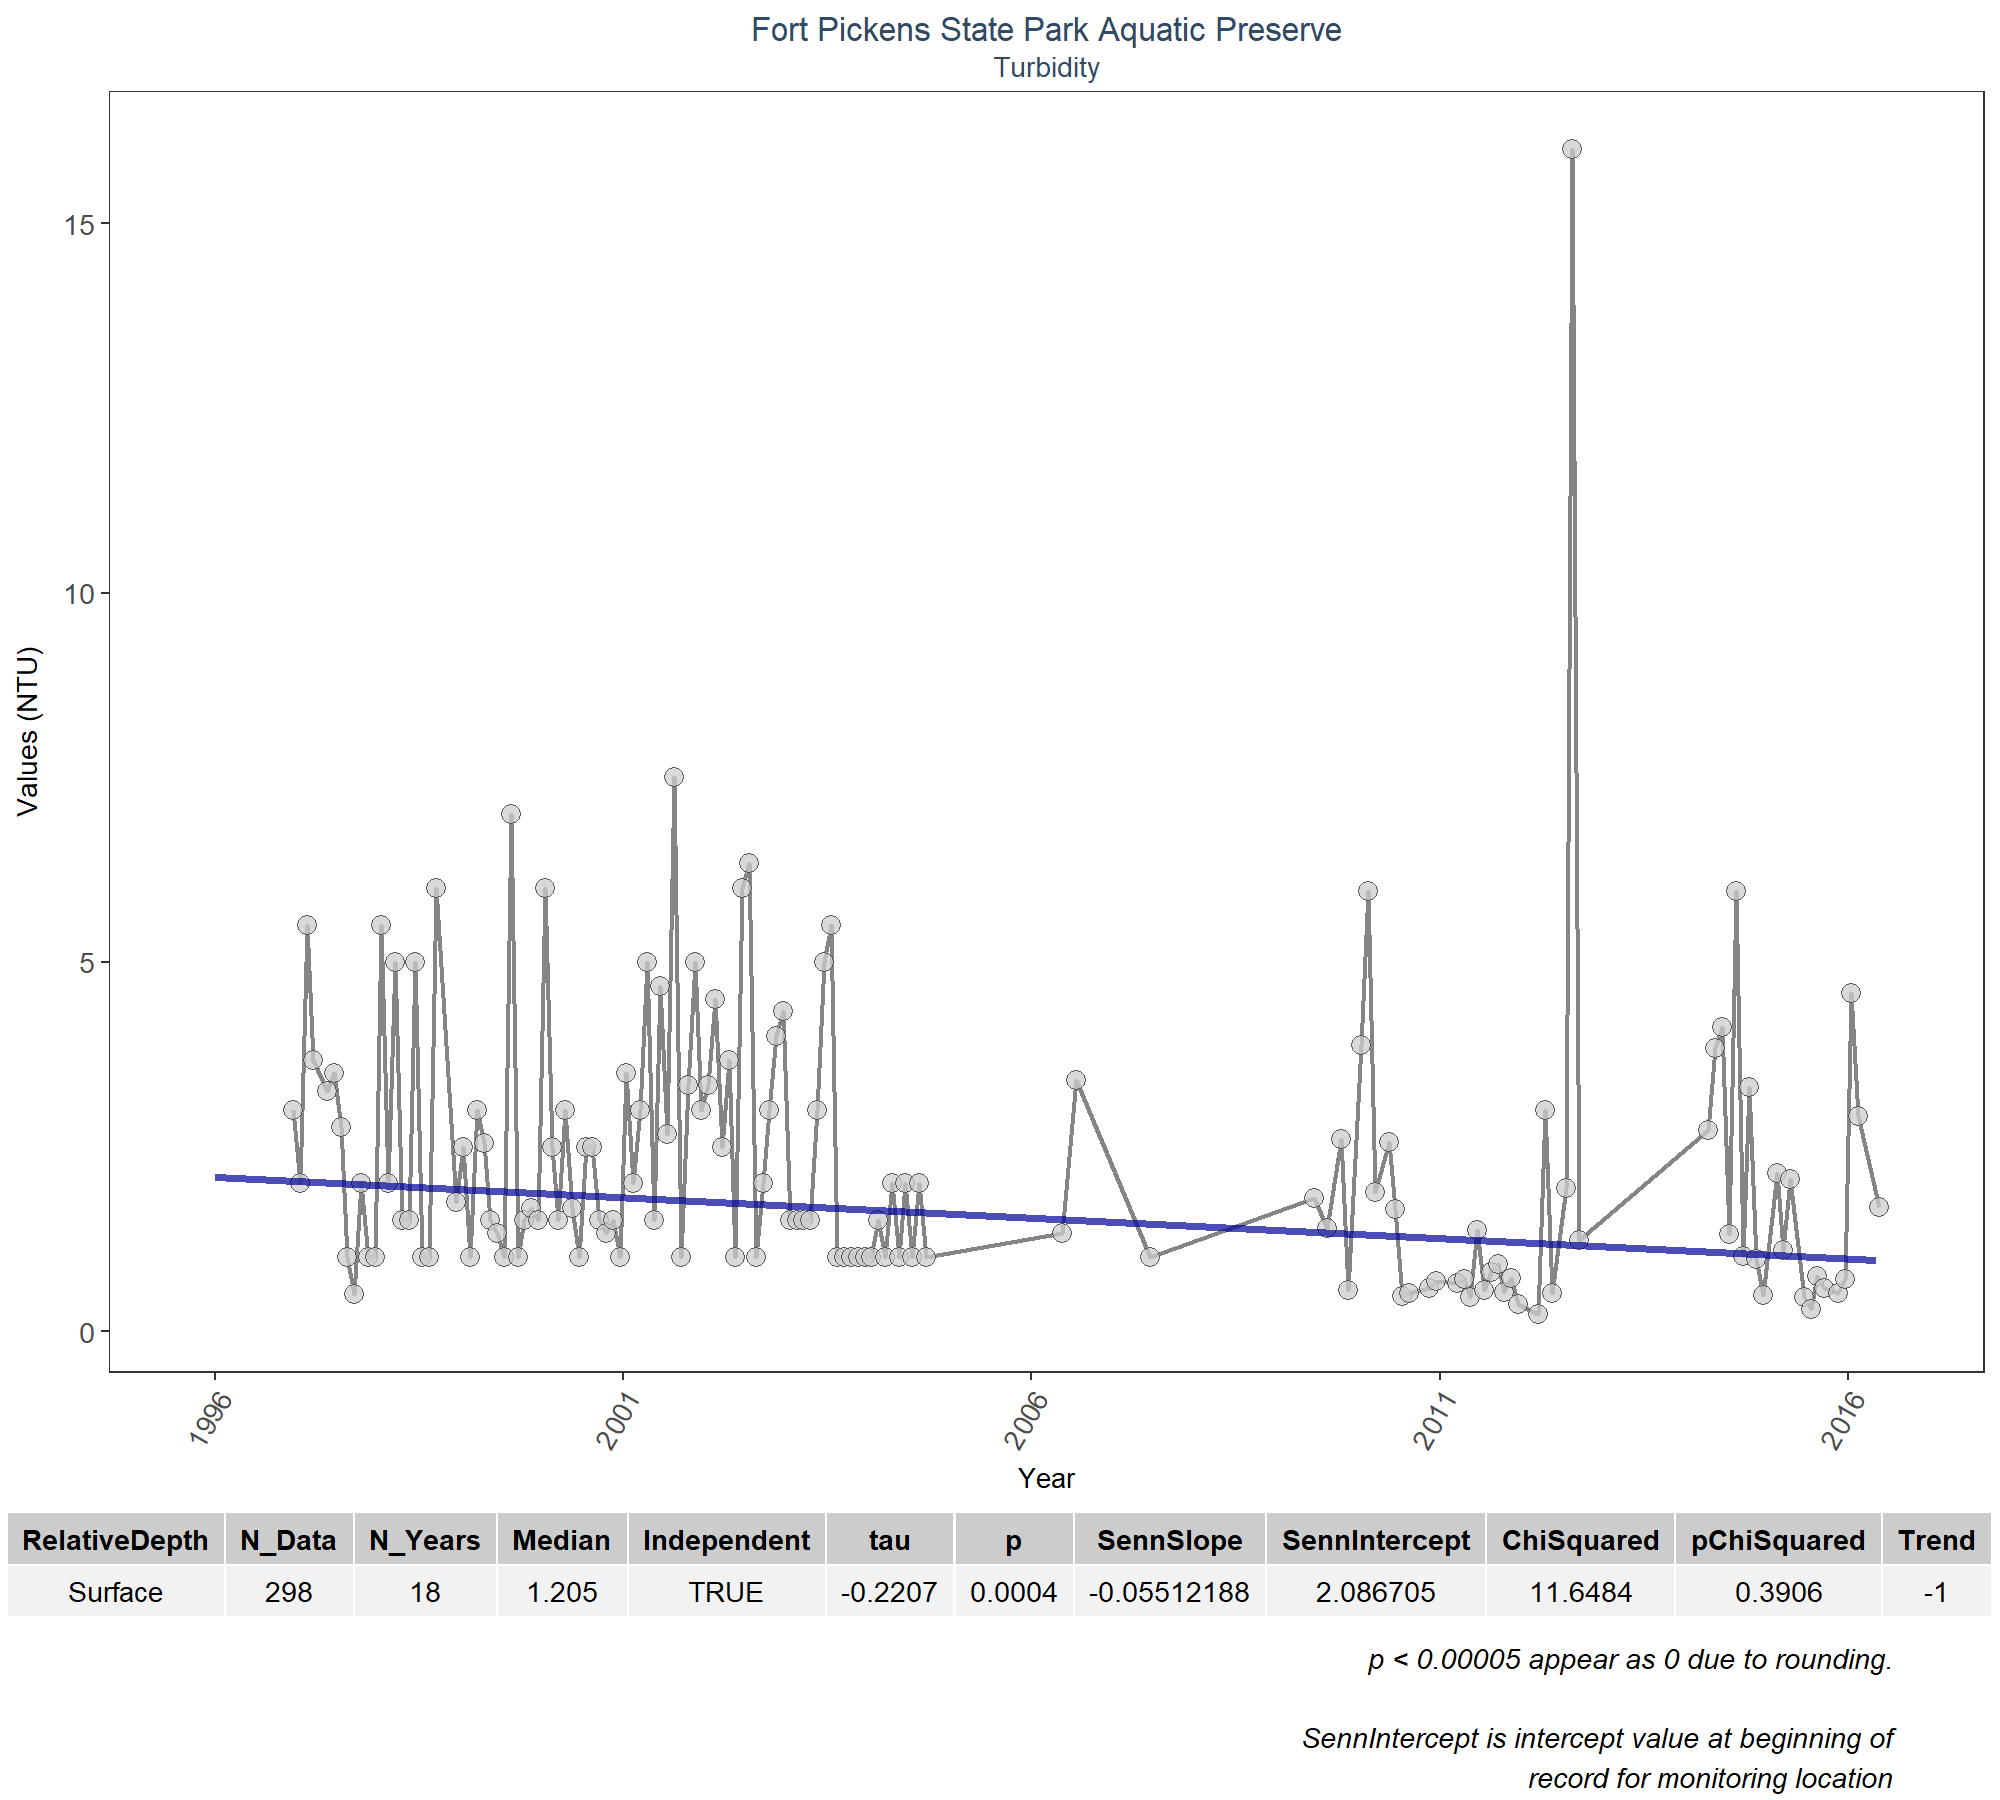 Fort Pickens State Park Aquatic Preserve
Turbidity
Values (NTU)
15
10
5
0
1996 2001 2006 2011 2016
Year
RelativeDepth N_Data N_Years Median Independent tau p SennSlope SennIntercept ChiSquared pChiSquared Trend
Surface 298 18 1.205 TRUE -0.2207 0.0004 -0.05512188 2.086705 11.6484 0.3906 -1
p < 0.00005 appear as 0 due to rounding.
SennIntercept is intercept value at beginning of
record for monitoring location